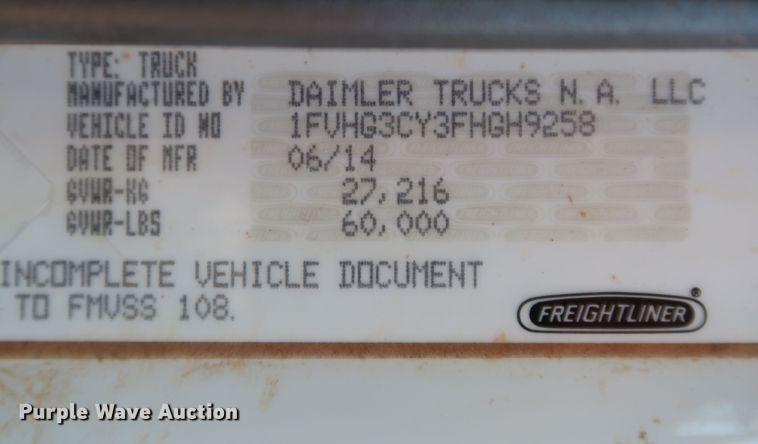 TYPE: TRUCK
MANUFACTURED BY DAIMLER TRUCKS N. A. LLC
VEHICLE ID NO 1FVHG3CY3FHGH9258
DATE OF MFR 06/14
GVWR-KG 27,216
GVWR-LBS 60,000
INCOMPLETE VEHICLE DOCUMENT
TO FMVSS 108.
FREIGHTLINER®
Purple Wave Auction